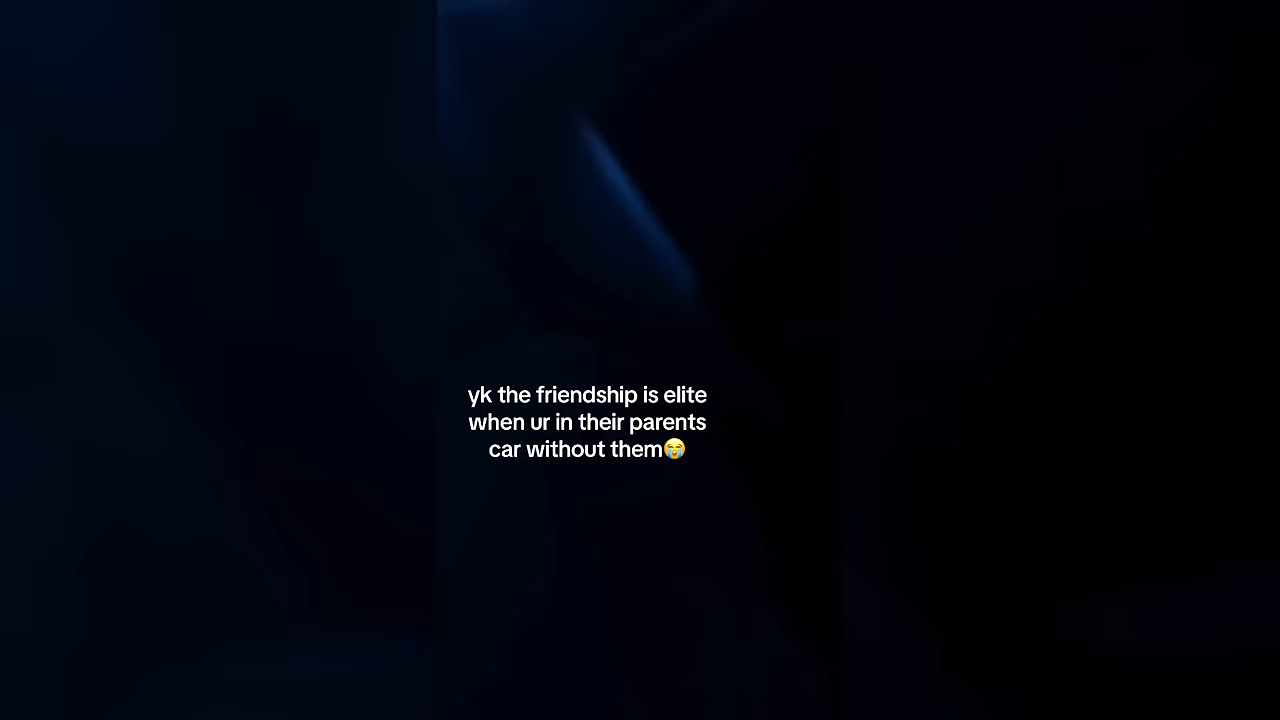 yk the friendship is elite
when ur in their parents
car without them😭